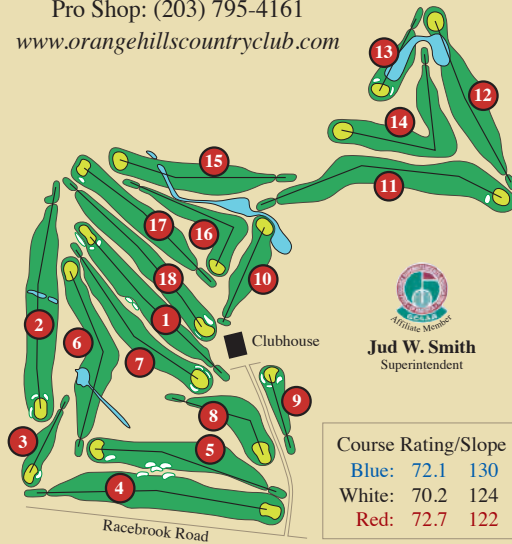 Pro Shop: (203) 795-4161
www.orangehillscountryclub.com
13
12
14
15
11
17
16
18
10
2
1
6
7
Clubhouse
GCSAA
Affiliate Member
Jud W. Smith
Superintendent
9
8
3
5
4
Racebrook Road
Course Rating/Slope
Blue: 72.1 130
White: 70.2 124
Red: 72.7 122